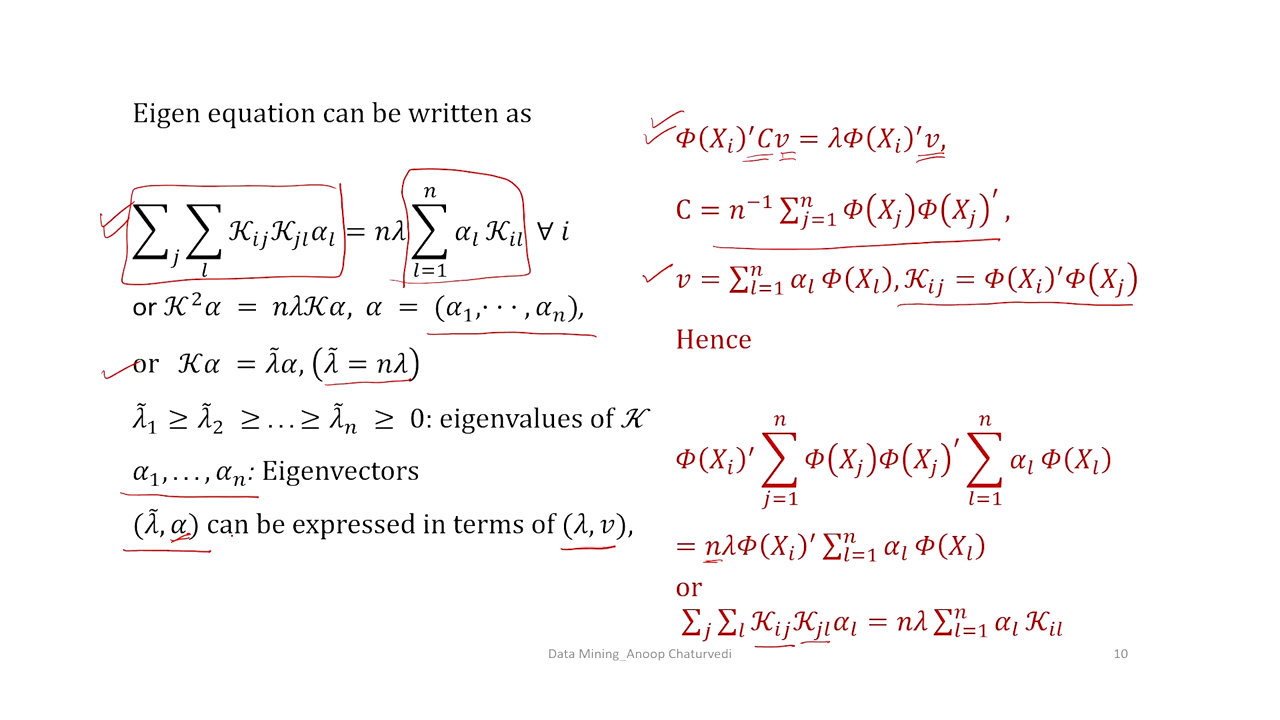 Eigen equation can be written as
∑_j ∑_l 𝒦_ij 𝒦_jl α_l = nλ ∑_{l=1}^{n} α_l 𝒦_il ∀ i
or 𝒦²α = nλ𝒦α, α = (α_1,···,α_n),
or 𝒦α = λ̃α, (λ̃ = nλ)
λ̃_1 ≥ λ̃_2 ≥ … ≥ λ̃_n ≥ 0: eigenvalues of 𝒦
α_1, …, α_n: Eigenvectors
(λ̃, α) can be expressed in terms of (λ, v),
Φ(X_i)′Cv = λΦ(X_i)′v,
C = n^{-1} ∑_{j=1}^{n} Φ(X_j)Φ(X_j)′,
v = ∑_{l=1}^{n} α_l Φ(X_l), 𝒦_ij = Φ(X_i)′Φ(X_j)
Hence
Φ(X_i)′ ∑_{j=1}^{n} Φ(X_j)Φ(X_j)′ ∑_{l=1}^{n} α_l Φ(X_l)
= nλΦ(X_i)′ ∑_{l=1}^{n} α_l Φ(X_l)
or
∑_j ∑_l 𝒦_ij 𝒦_jl α_l = nλ ∑_{l=1}^{n} α_l 𝒦_il
Data Mining_Anoop Chaturvedi
10